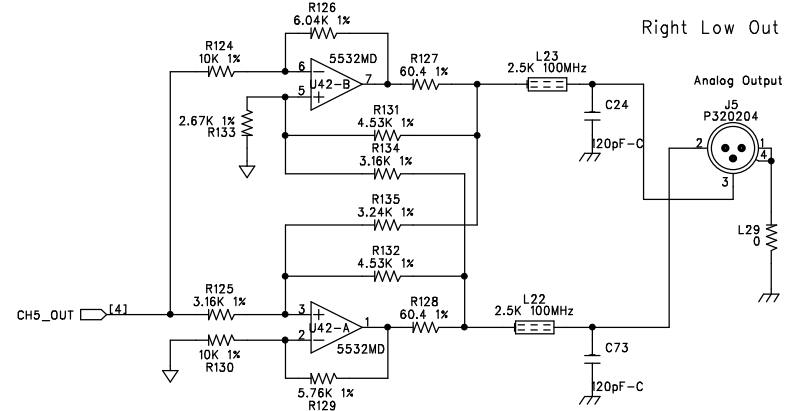 Right Low Out
R126
6.04K 1%
R124
10K 1%
5532MD
6
5
7
U42-B
R127
60.4 1%
L23
2.5K 100MHz
Analog Output
J5
P320204
C24
120pF-C
2.67K 1%
R133
R131
4.53K 1%
R134
3.16K 1%
2
1
4
3
R135
3.24K 1%
L29
0
R132
4.53K 1%
R125
3.16K 1%
CH5_OUT
[4]
3
2
1
U42-A
5532MD
R128
60.4 1%
L22
2.5K 100MHz
10K 1%
R130
C73
120pF-C
5.76K 1%
R129